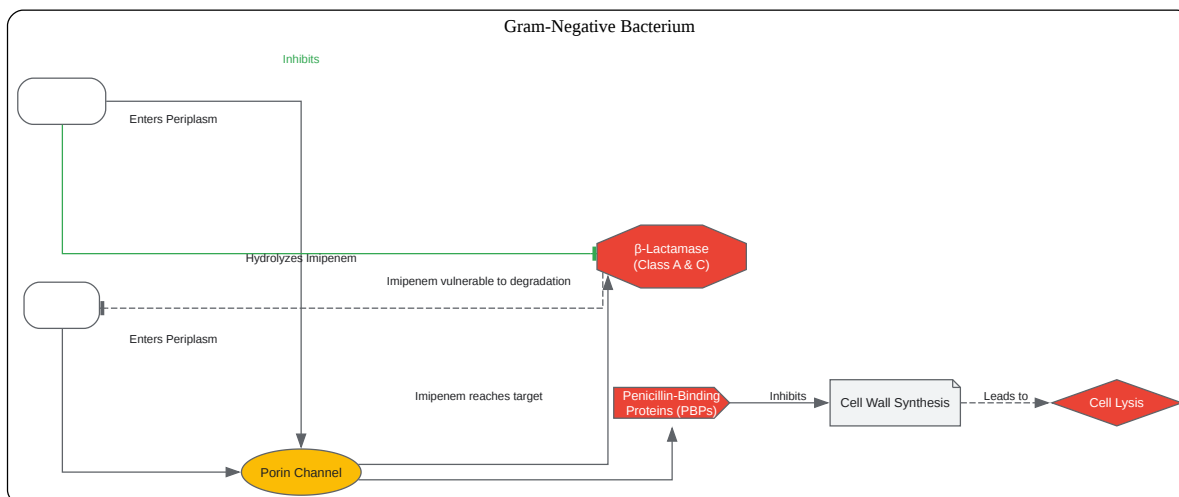 Gram-Negative Bacterium
Inhibits
Enters Periplasm
β-Lactamase
(Class A & C)
Hydrolyzes Imipenem
Imipenem vulnerable to degradation
Enters Periplasm
Imipenem reaches target
Penicillin-Binding
Proteins (PBPs)
Inhibits
Cell Wall Synthesis
Leads to
Cell Lysis
Porin Channel